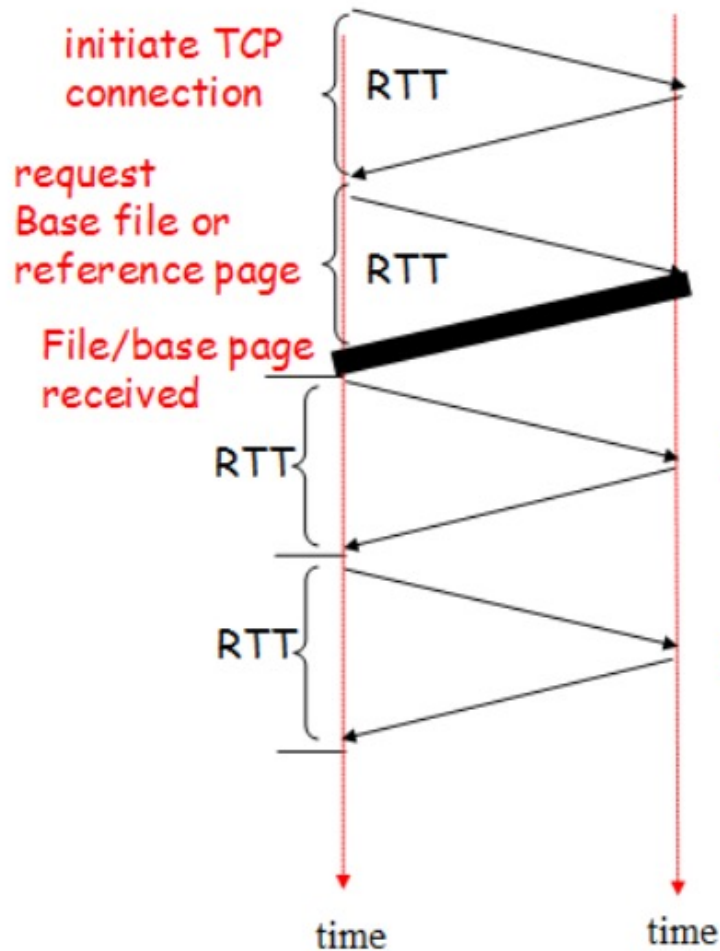 initiate TCP
connection
RTT
request
Base file or
reference page
RTT
File/base page
received
RTT
RTT
time
time